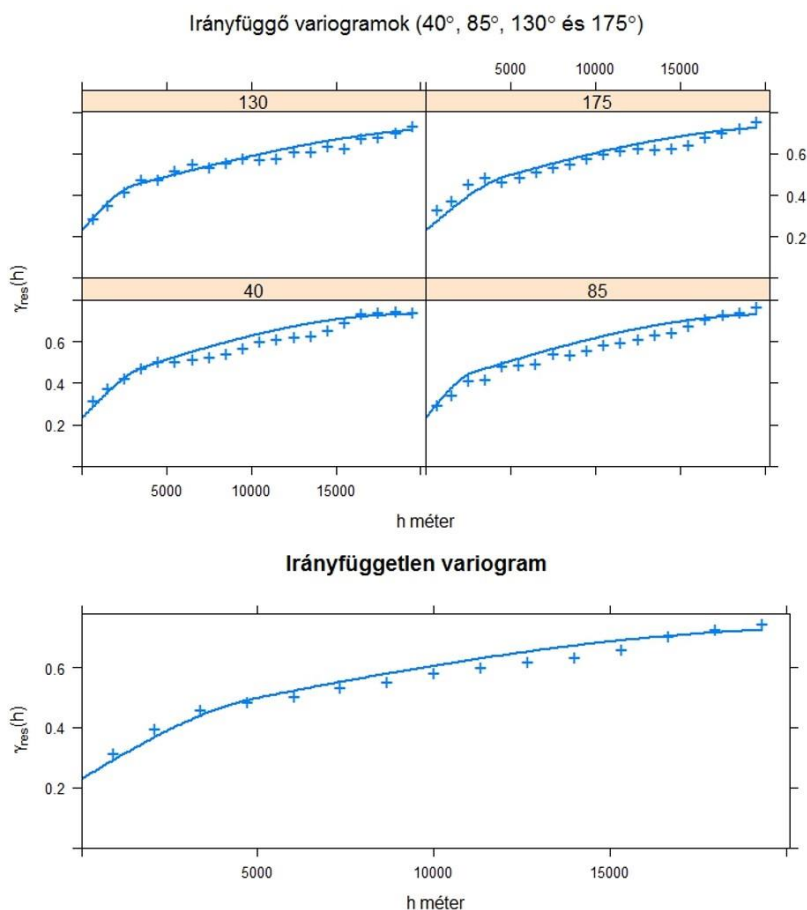 Irányfüggő variogramok (40°, 85°, 130° és 175°)
5000 10000 15000
130 175
0.6
0.4
0.2
γres(h)
40 85
0.6
0.4
0.2
5000 10000 15000
h méter
Irányfüggetlen variogram
0.6
0.4
0.2
γres(h)
5000 10000 15000
h méter